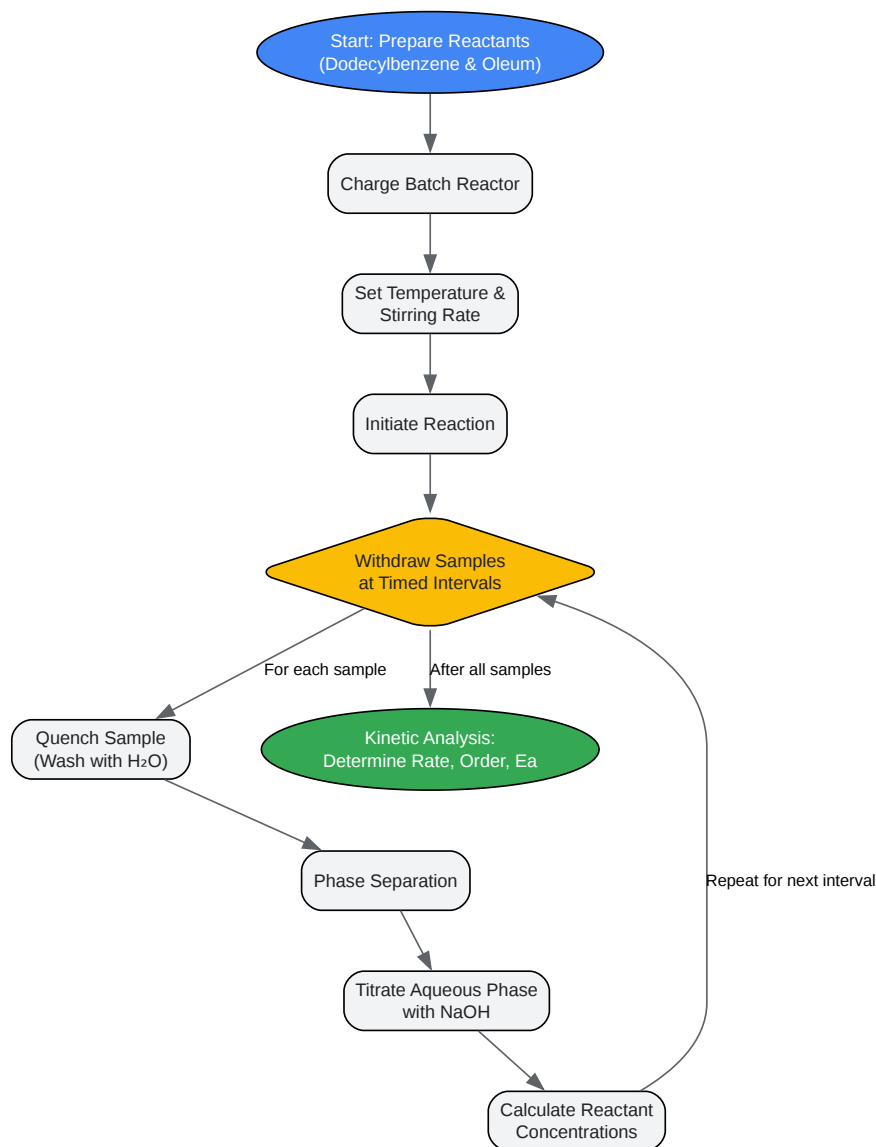 Start: Prepare Reactants
(Dodecylbenzene & Oleum)
Charge Batch Reactor
Set Temperature &
Stirring Rate
Initiate Reaction
Withdraw Samples
at Timed Intervals
For each sample
After all samples
Quench Sample
(Wash with H₂O)
Kinetic Analysis:
Determine Rate, Order, Ea
Phase Separation
Repeat for next interval
Titrate Aqueous Phase
with NaOH
Calculate Reactant
Concentrations